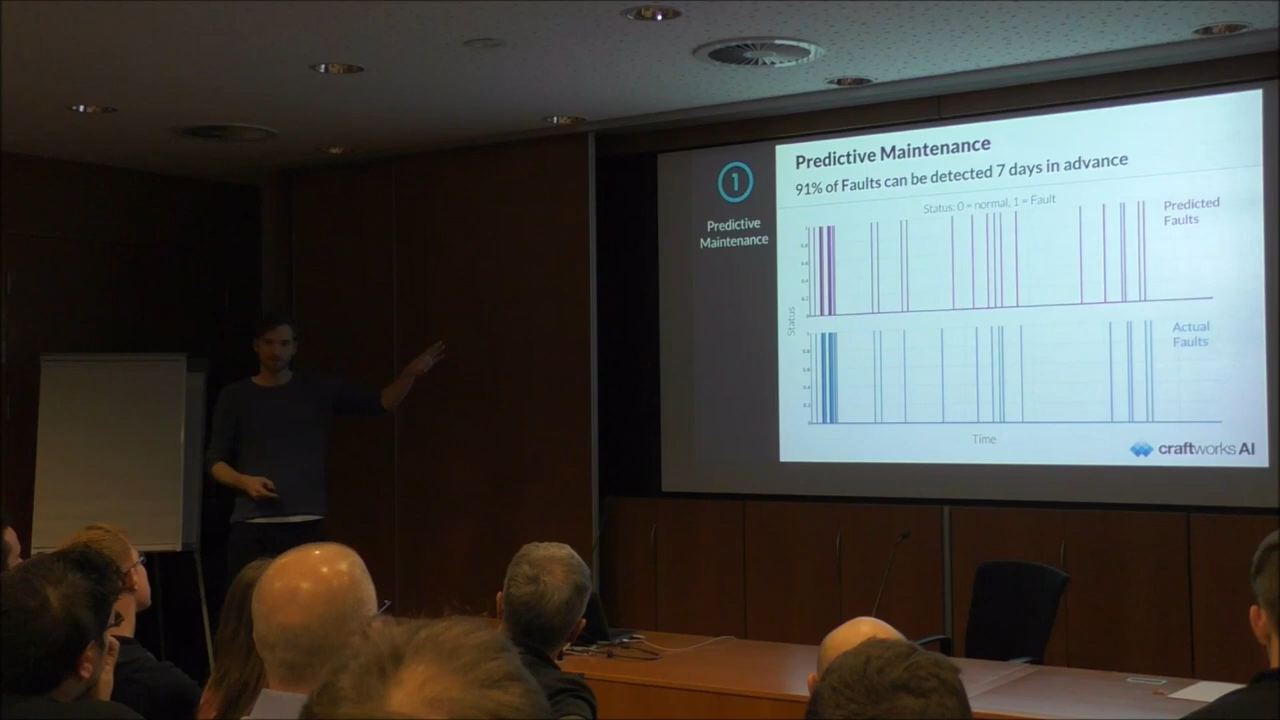 1
Predictive
Maintenance
Predictive Maintenance
91% of Faults can be detected 7 days in advance
Status: 0 = normal, 1 = Fault
Predicted
Faults
Status
Actual
Faults
Time
craftworks AI